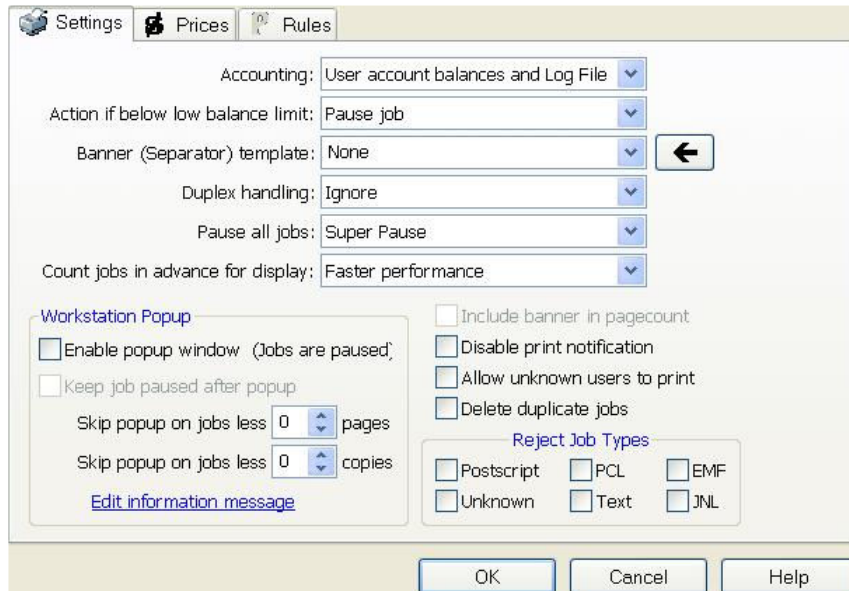 Settings Prices Rules
Accounting: User account balances and Log File
Action if below low balance limit: Pause job
Banner (Separator) template: None
Duplex handling: Ignore
Pause all jobs: Super Pause
Count jobs in advance for display: Faster performance
Workstation Popup
Enable popup window (Jobs are paused)
Keep job paused after popup
Skip popup on jobs less 0 pages
Skip popup on jobs less 0 copies
Edit information message
Include banner in pagecount
Disable print notification
Allow unknown users to print
Delete duplicate jobs
Reject Job Types
Postscript PCL EMF
Unknown Text JNL
OK Cancel Help